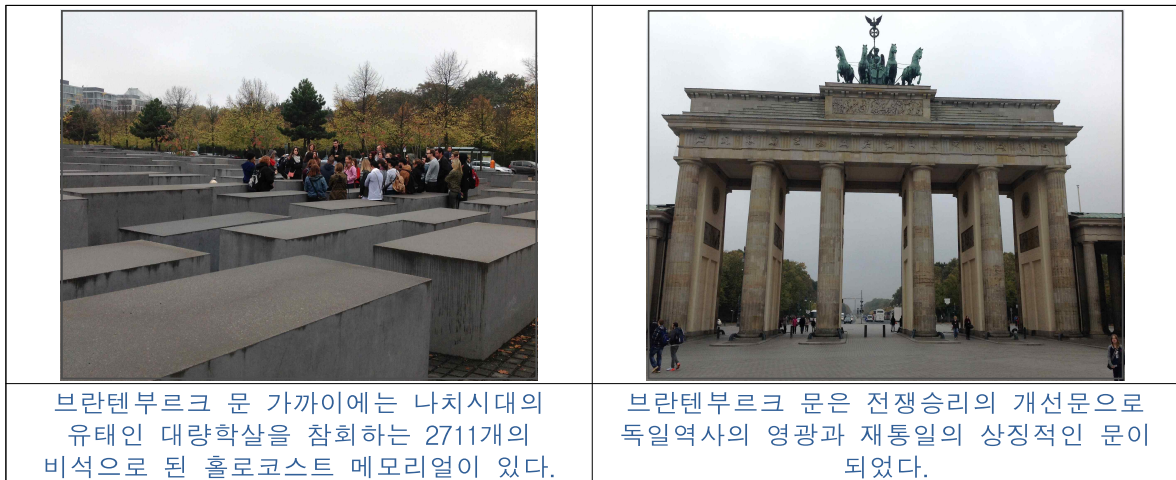 브란텐부르크 문 가까이에는 나치시대의
유태인 대량학살을 참회하는 2711개의
비석으로 된 홀로코스트 메모리얼이 있다.
브란텐부르크 문은 전쟁승리의 개선문으로
독일역사의 영광과 재통일의 상징적인 문이
되었다.